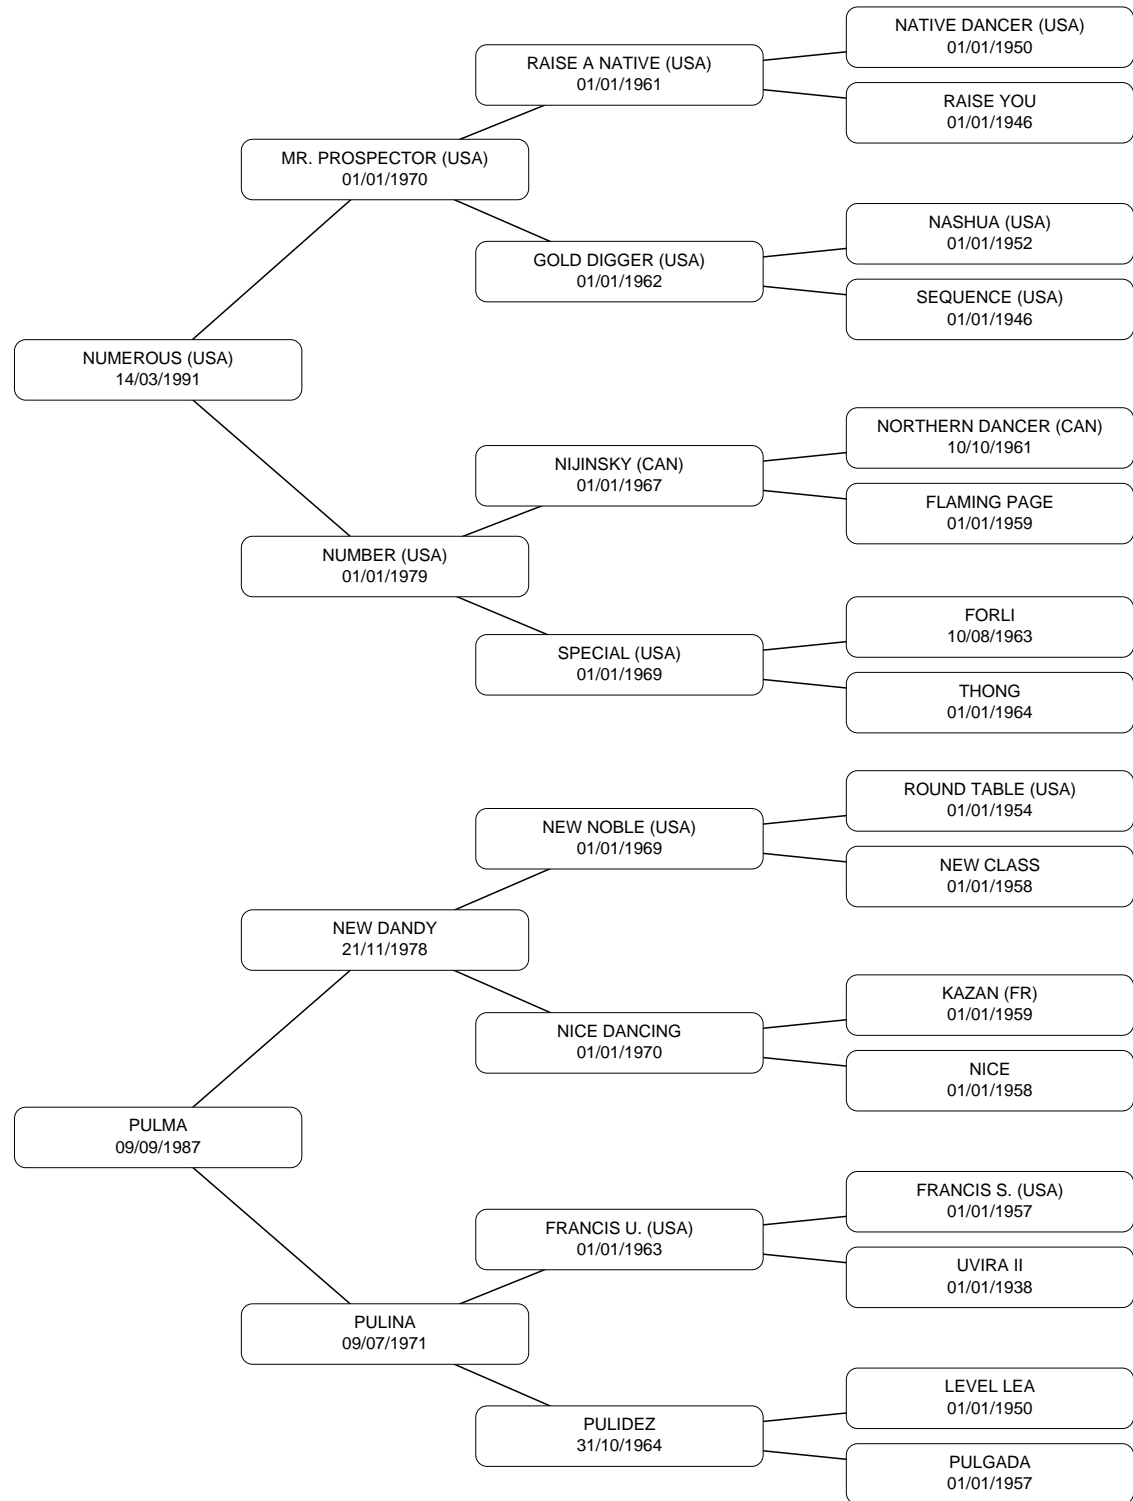 NATIVE DANCER (USA)
01/01/1950
RAISE A NATIVE (USA)
01/01/1961
RAISE YOU
01/01/1946
MR. PROSPECTOR (USA)
01/01/1970
NASHUA (USA)
01/01/1952
GOLD DIGGER (USA)
01/01/1962
SEQUENCE (USA)
01/01/1946
NUMEROUS (USA)
14/03/1991
NORTHERN DANCER (CAN)
10/10/1961
NIJINSKY (CAN)
01/01/1967
FLAMING PAGE
01/01/1959
NUMBER (USA)
01/01/1979
FORLI
10/08/1963
SPECIAL (USA)
01/01/1969
THONG
01/01/1964
ROUND TABLE (USA)
01/01/1954
NEW NOBLE (USA)
01/01/1969
NEW CLASS
01/01/1958
NEW DANDY
21/11/1978
KAZAN (FR)
01/01/1959
NICE DANCING
01/01/1970
NICE
01/01/1958
PULMA
09/09/1987
FRANCIS S. (USA)
01/01/1957
FRANCIS U. (USA)
01/01/1963
UVIRA II
01/01/1938
PULINA
09/07/1971
LEVEL LEA
01/01/1950
PULIDEZ
31/10/1964
PULGADA
01/01/1957